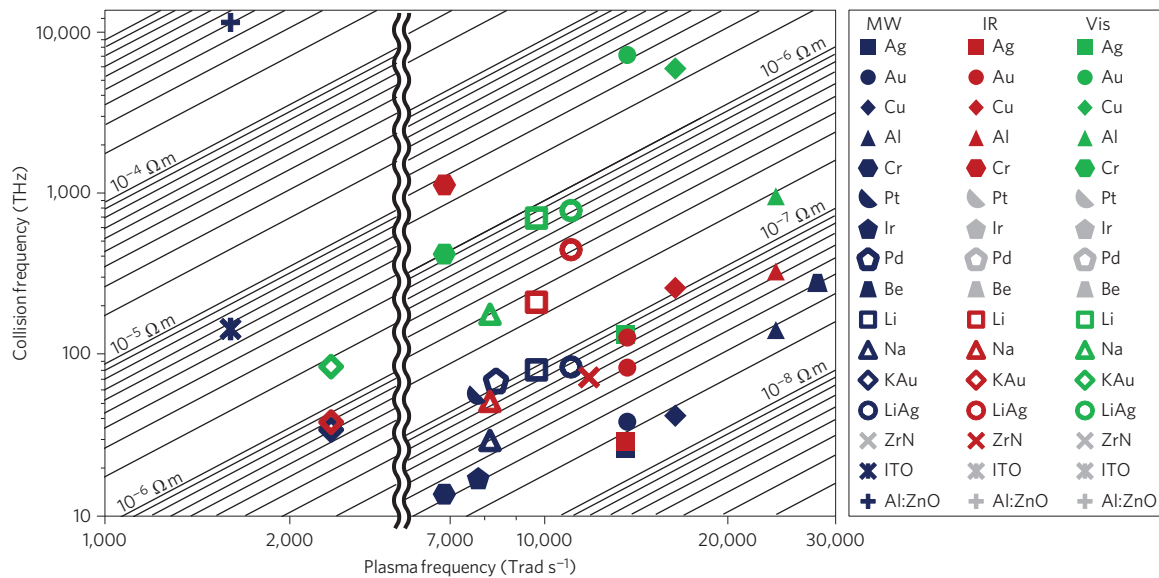 MW IR Vis
Ag Ag Ag
Au Au Au
Cu Cu Cu
Al Al Al
Cr Cr Cr
Pt Pt Pt
Ir Ir Ir
Pd Pd Pd
Be Be Be
Li Li Li
Na Na Na
KAu KAu KAu
LiAg LiAg LiAg
ZrN ZrN ZrN
ITO ITO ITO
Al:ZnO Al:ZnO Al:ZnO
Collision frequency (THz)
10,000
1,000
100
10
10⁻⁴ Ω m
10⁻⁵ Ω m
10⁻⁶ Ω m
10⁻⁶ Ω m
10⁻⁷ Ω m
10⁻⁸ Ω m
1,000 2,000 7,000 10,000 20,000 30,000
Plasma frequency (Trad s⁻¹)